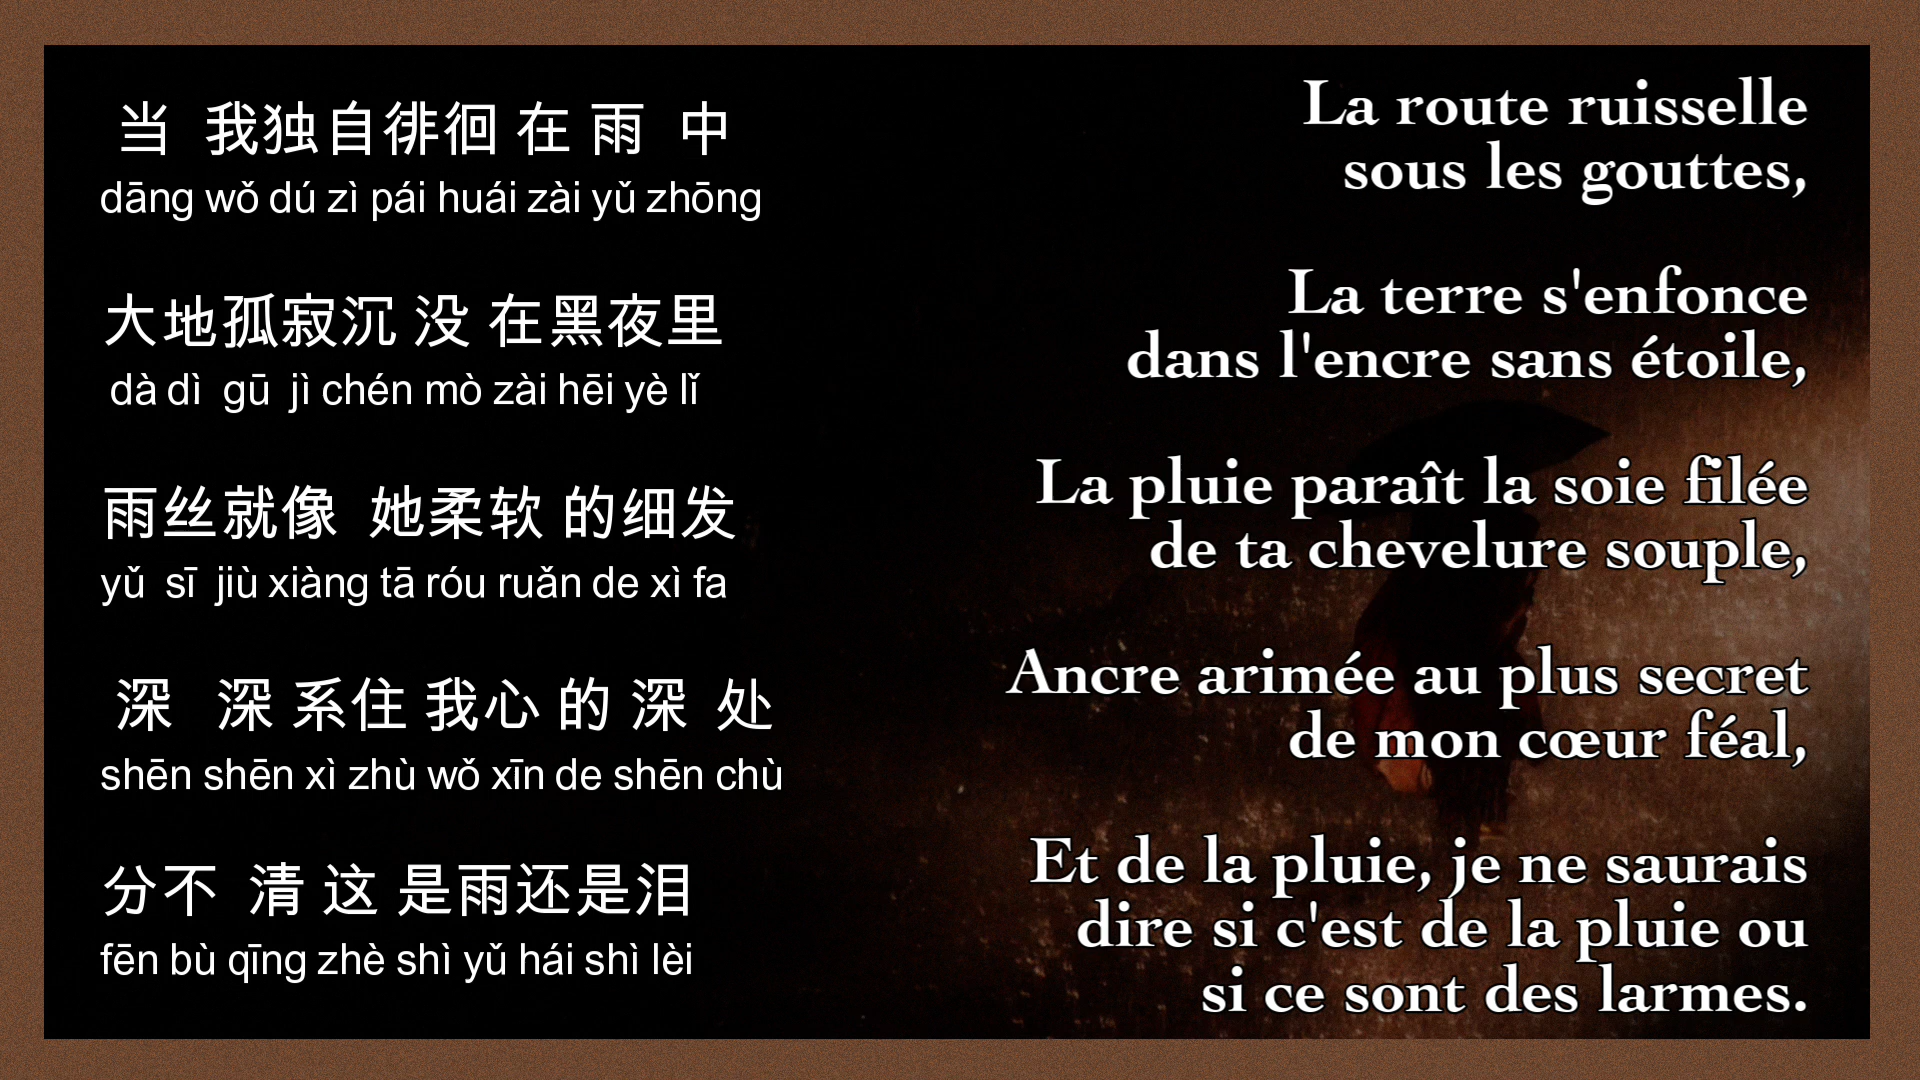 当 我独自徘徊 在 雨 中
dāng wǒ dú zì pái huái zài yǔ zhōng
大地孤寂沉 没 在黑夜里
dà dì gū jì chén mò zài hēi yè lǐ
雨丝就像 她柔软 的细发
yǔ sī jiù xiàng tā róu ruǎn de xì fa
深 深 系住 我心 的 深 处
shēn shēn xì zhù wǒ xīn de shēn chù
分不 清 这 是雨还是泪
fēn bù qīng zhè shì yǔ hái shì lèi
La route ruisselle
sous les gouttes,
La terre s'enfonce
dans l'encre sans étoile,
La pluie paraît la soie filée
de ta chevelure souple,
Ancre arimée au plus secret
de mon cœur féal,
Et de la pluie, je ne saurais
dire si c'est de la pluie ou
si ce sont des larmes.